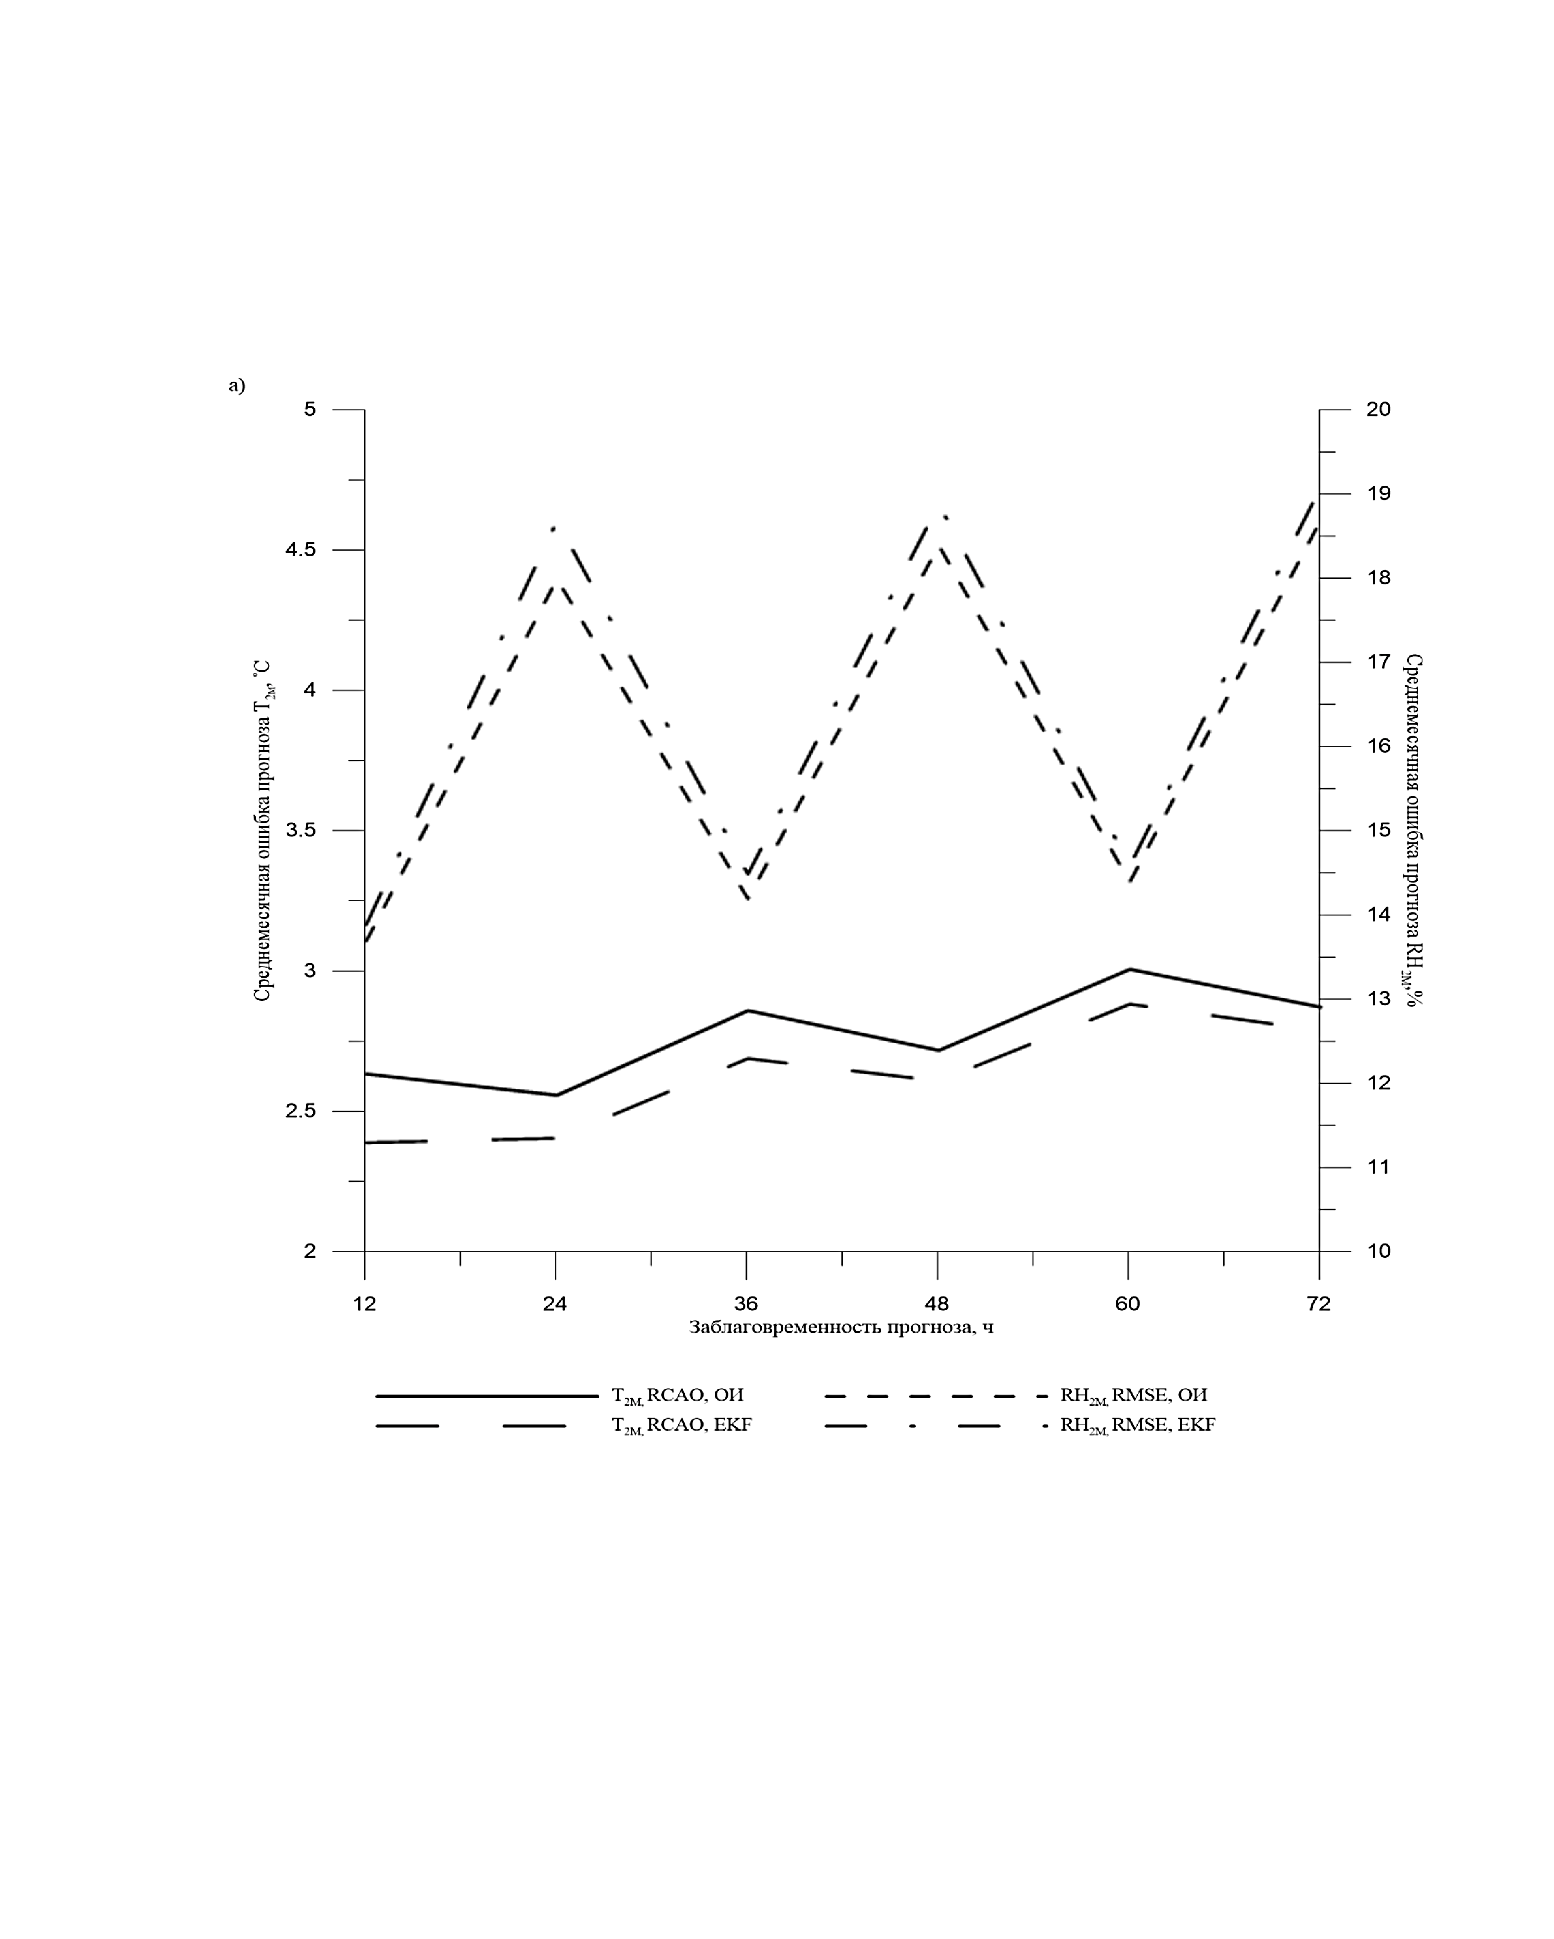 а)
5
4.5
4
3.5
3
2.5
2
Среднемесячная ошибка прогноза T2м, °C
20
19
18
17
16
15
14
13
12
11
10
Среднемесячная ошибка прогноза RH2м,%
12 24 36 48 60 72
Заблаговременность прогноза, ч
T2м, RCAO, ОИ
RH2м, RMSE, ОИ
T2м, RCAO, EKF
RH2м, RMSE, EKF